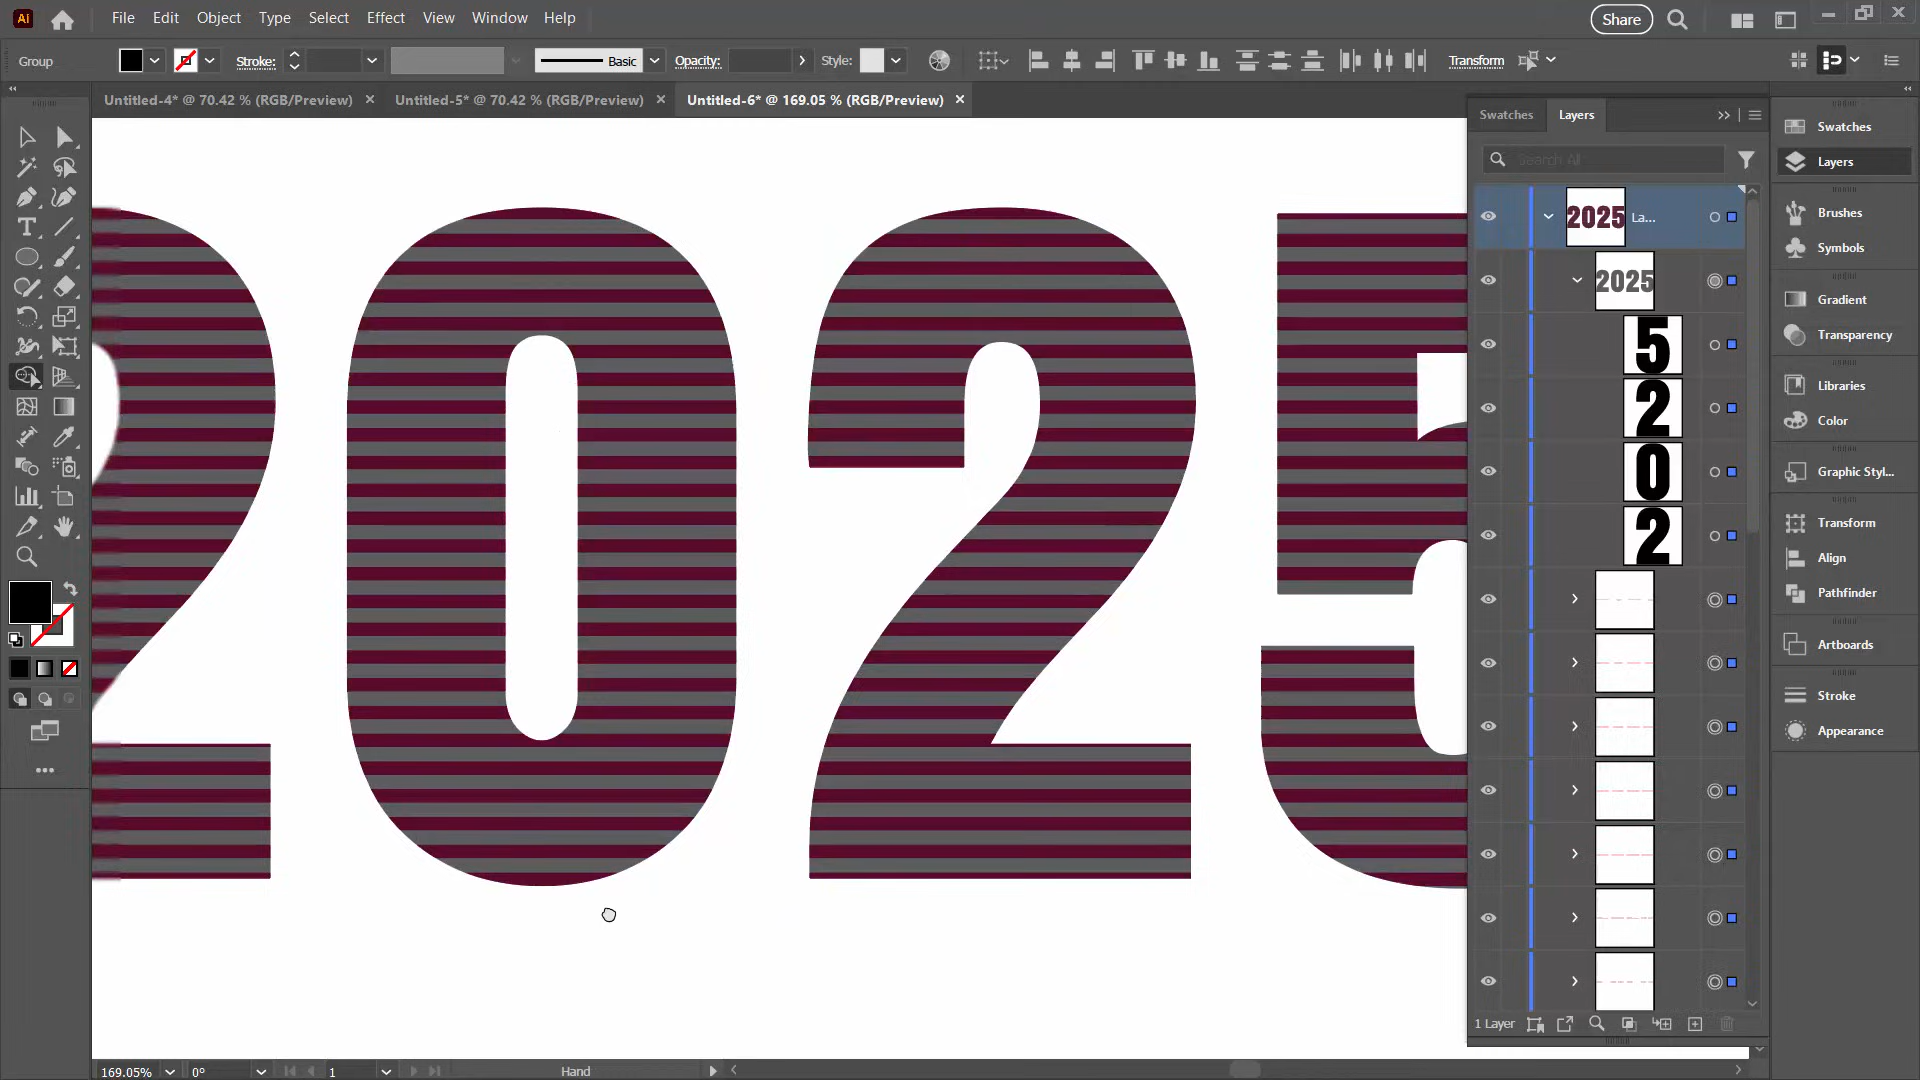 Ai File Edit Object Type Select Effect View Window Help Share
Group Stroke: Basic Opacity: Style: Transform
Untitled-4* @ 70.42 % (RGB/Preview) Untitled-5* @ 70.42 % (RGB/Preview) Untitled-6* @ 169.05 % (RGB/Preview)
Swatches Layers
Search All
2025 La...
2025
5
2
0
2
1 Layer
Swatches
Layers
Brushes
Symbols
Gradient
Transparency
Libraries
Color
Graphic Styl...
Transform
Align
Pathfinder
Artboards
Stroke
Appearance
2025
169.05% 0° 1 Hand